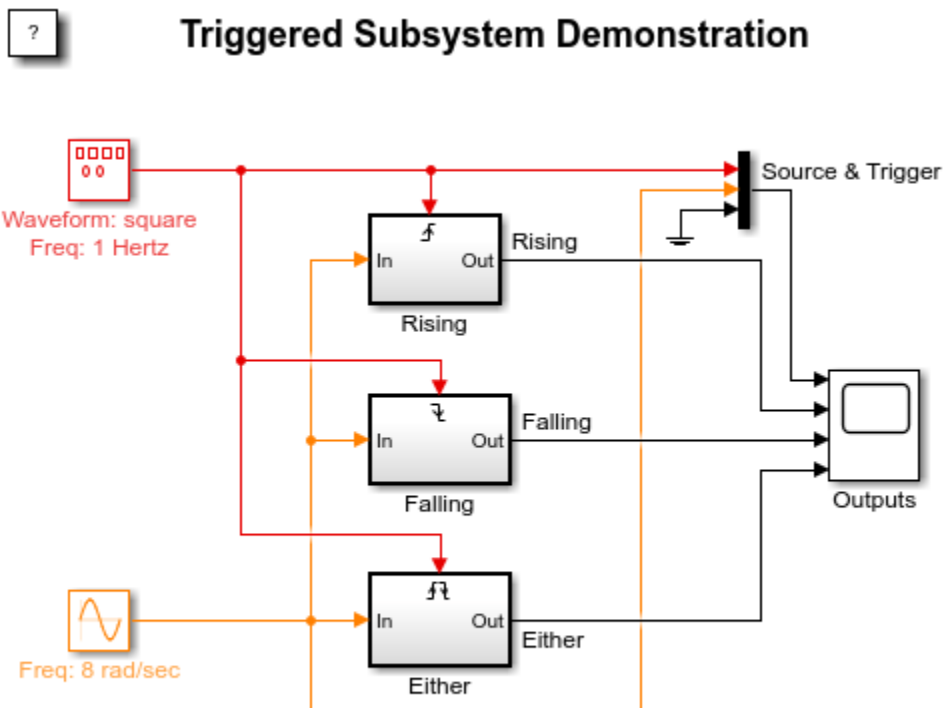 ?
Triggered Subsystem Demonstration
Source & Trigger
Waveform: square
Freq: 1 Hertz
Rising
In
Out
Rising
Falling
In
Out
Falling
Outputs
In
Out
Either
Freq: 8 rad/sec
Either